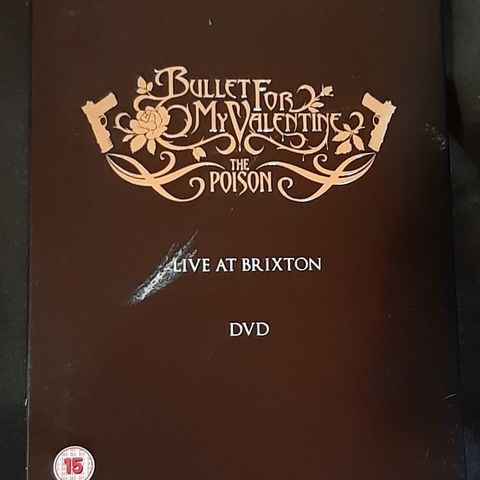 BULLET FOR
MY VALENTINE
THE
POISON
LIVE AT BRIXTON
DVD
15